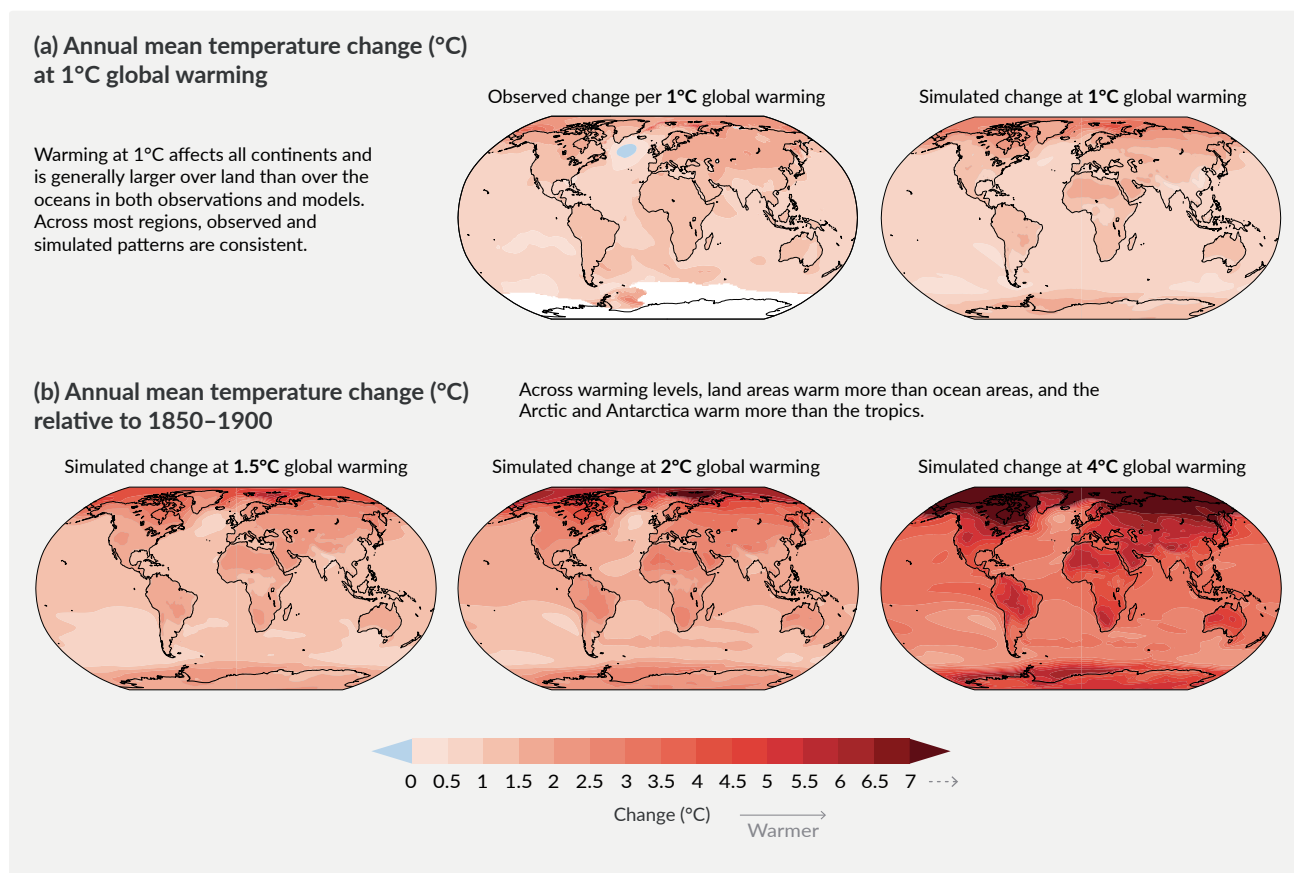 (a) Annual mean temperature change (°C)
at 1°C global warming
Observed change per 1°C global warming
Simulated change at 1°C global warming
Warming at 1°C affects all continents and
is generally larger over land than over the
oceans in both observations and models.
Across most regions, observed and
simulated patterns are consistent.
(b) Annual mean temperature change (°C)
relative to 1850–1900
Across warming levels, land areas warm more than ocean areas, and the
Arctic and Antarctica warm more than the tropics.
Simulated change at 1.5°C global warming
Simulated change at 2°C global warming
Simulated change at 4°C global warming
0 0.5 1 1.5 2 2.5 3 3.5 4 4.5 5 5.5 6 6.5 7
Change (°C)
Warmer